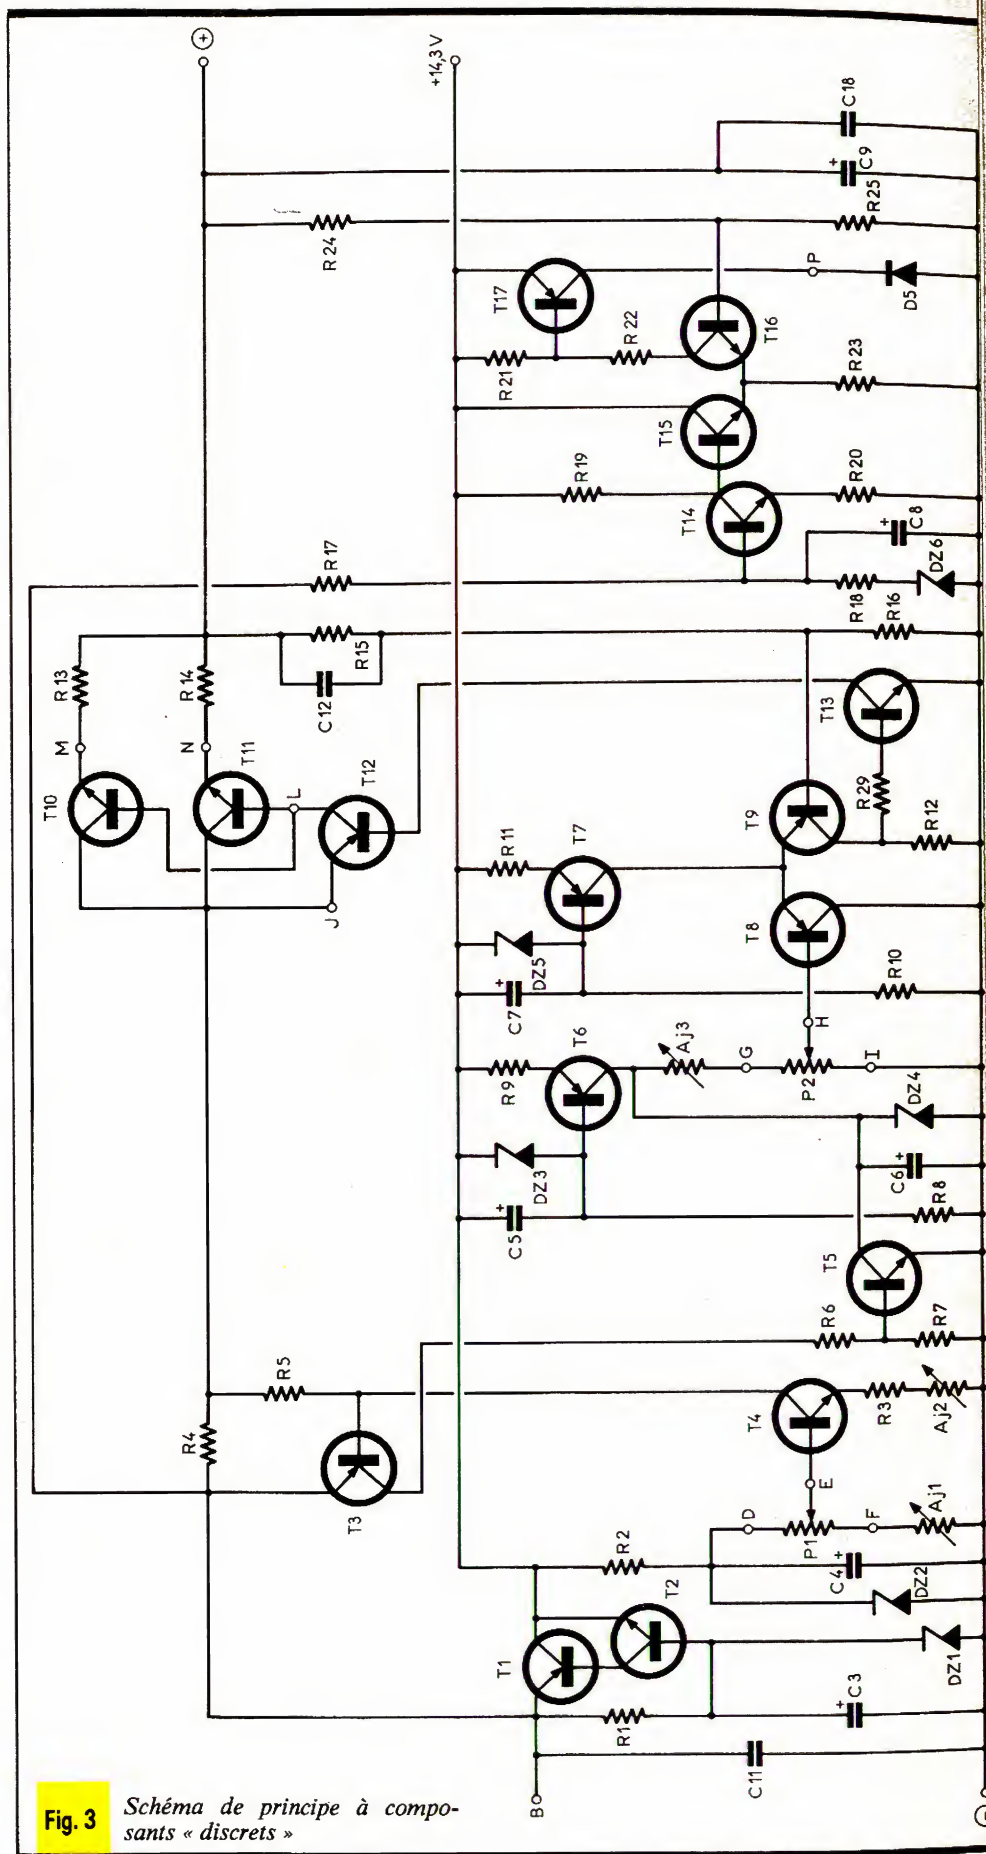 +
+14,3 V
C18
C9
+
R25
R24
P
D5
T17
R21
R22
T16
R23
T15
R19
T14
R20
C8
+
R17
R18
DZ6
R16
R13
R14
R15
C12
M
N
T10
T11
L
T12
J
T13
R29
R12
T9
R11
T7
DZ5
C7
+
T8
R10
H
Aj3
G
P2
I
R9
T6
DZ3
C5
+
DZ4
C6
+
R8
T5
R6
R7
R5
R4
T3
T4
R3
Aj2
E
D
P1
F
Aj1
R2
C4
+
DZ2
T1
T2
DZ1
R1
C3
+
C11
B
Fig. 3
Schéma de principe à compo-
sants « discrets »